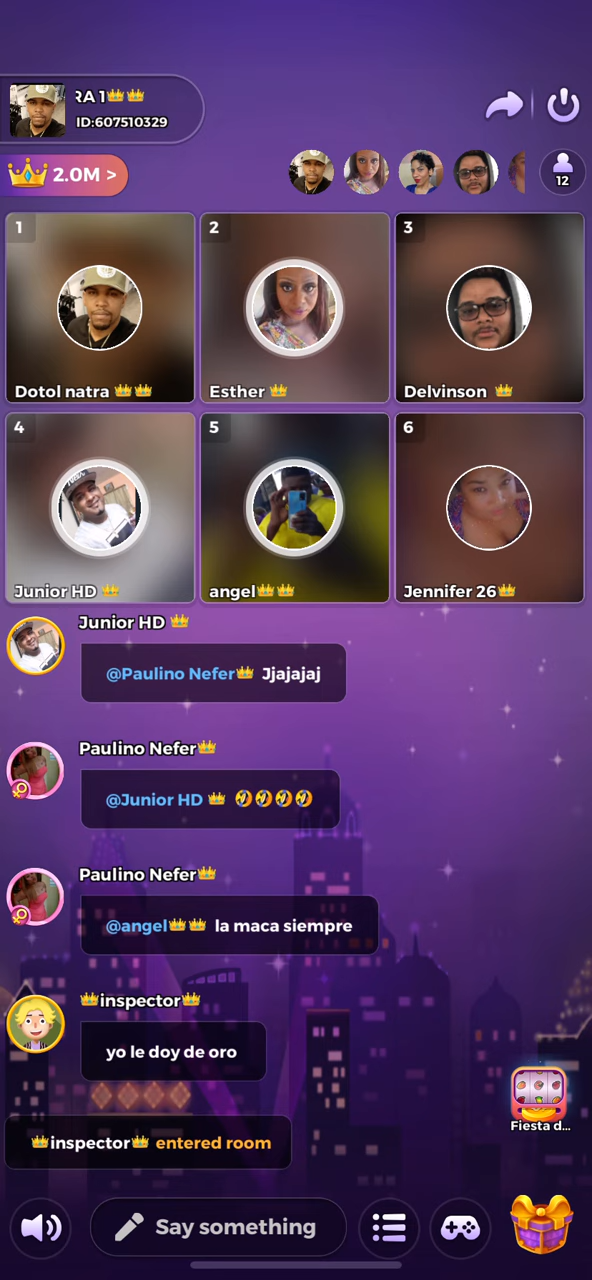 RA 1👑👑
ID:607510329
2.0M >
12
1
2
3
Dotol natra 👑👑
Esther 👑
Delvinson 👑
4
5
6
Junior HD 👑
angel👑👑
Jennifer 26👑
Junior HD 👑
@Paulino Nefer👑 Jjajajaj
Paulino Nefer👑
@Junior HD 👑 🤣🤣🤣🤣
Paulino Nefer👑
@angel👑👑 la maca siempre
👑inspector👑
yo le doy de oro
Fiesta d...
👑inspector👑 entered room
Say something